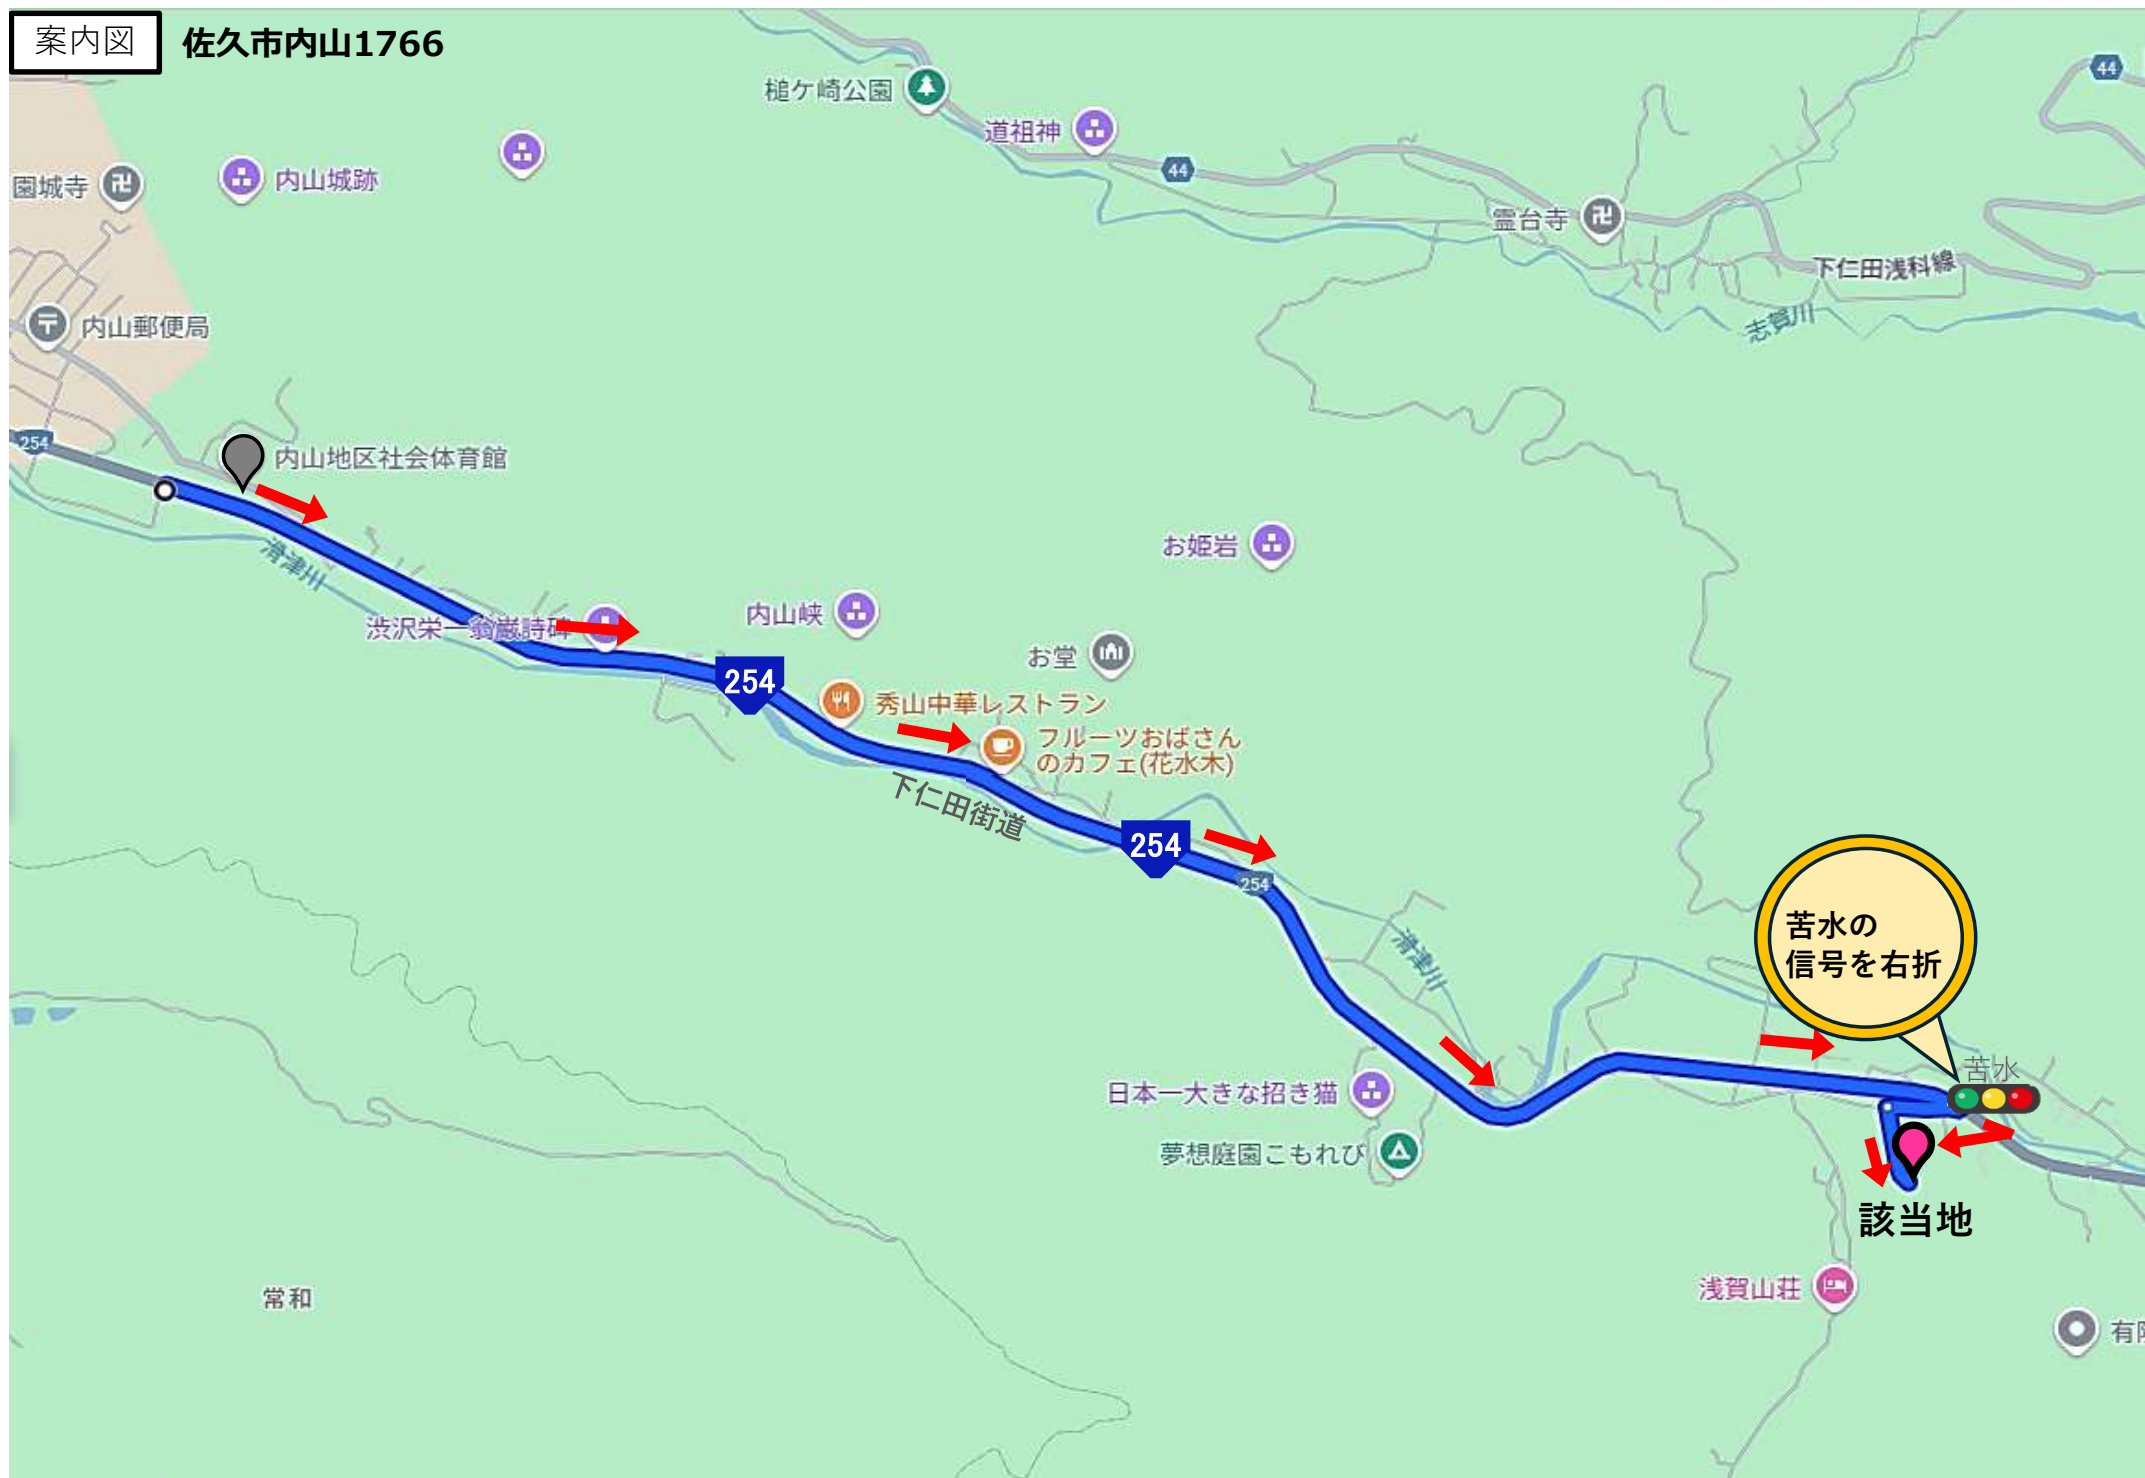 案内図
佐久市内山1766
槌ケ崎公園
44
道祖神
44
園城寺
内山城跡
霊台寺
下仁田浅科線
志賀川
内山郵便局
254
内山地区社会体育館
滑津川
お姫岩
内山峡
渋沢栄一翁巌詩碑
お堂
254
秀山中華レストラン
フルーツおばさん
のカフェ(花水木)
下仁田街道
254
254
苦水の
信号を右折
滑津川
苦水
日本一大きな招き猫
夢想庭園こもれび
該当地
浅賀山荘
常和
有限